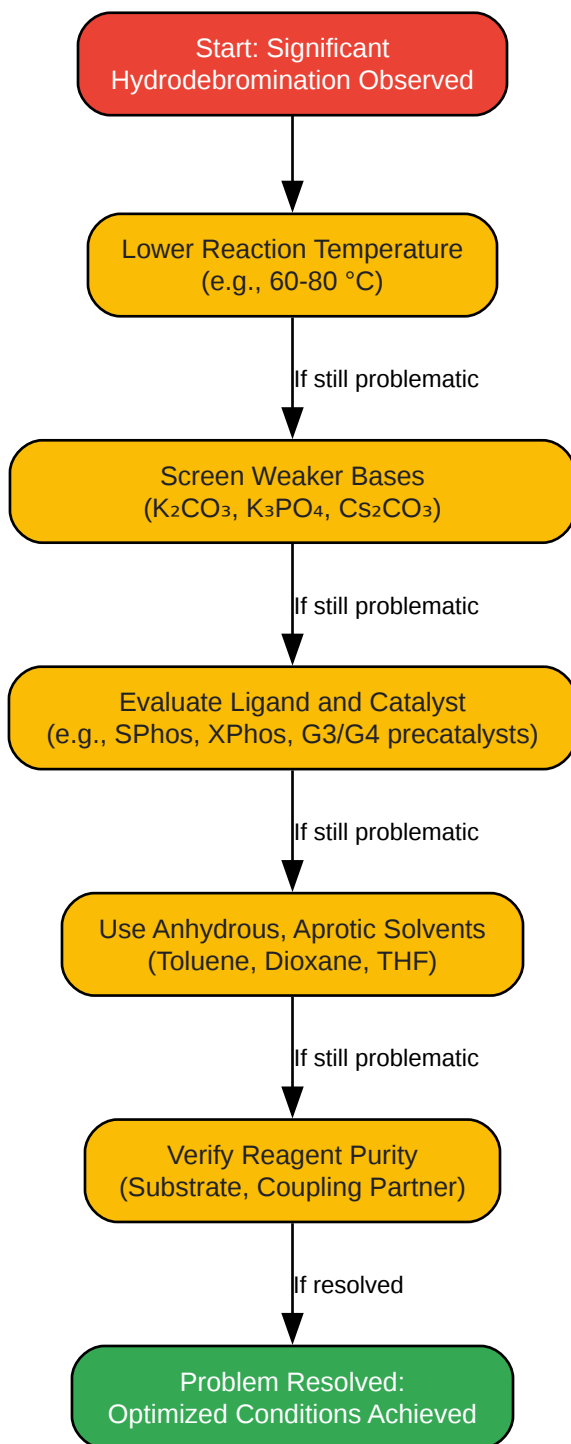 Start: Significant
Hydrodebromination Observed
Lower Reaction Temperature
(e.g., 60-80 °C)
If still problematic
Screen Weaker Bases
(K₂CO₃, K₃PO₄, Cs₂CO₃)
If still problematic
Evaluate Ligand and Catalyst
(e.g., SPhos, XPhos, G3/G4 precatalysts)
If still problematic
Use Anhydrous, Aprotic Solvents
(Toluene, Dioxane, THF)
If still problematic
Verify Reagent Purity
(Substrate, Coupling Partner)
If resolved
Problem Resolved:
Optimized Conditions Achieved